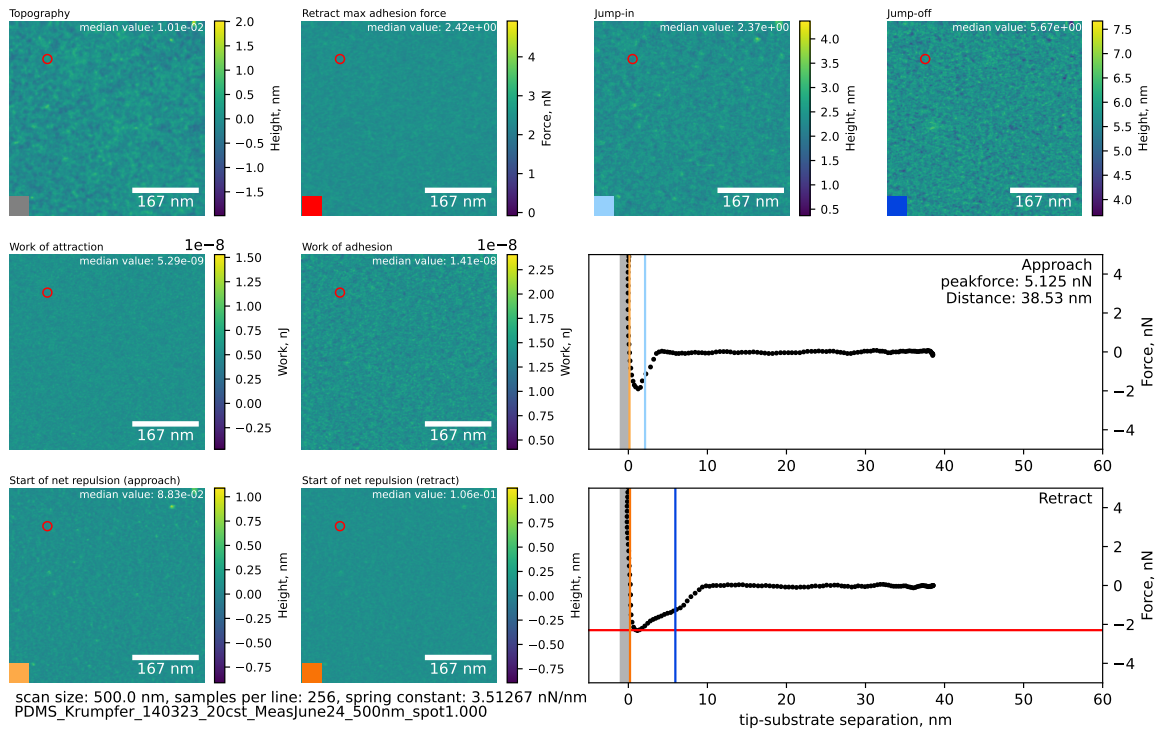 Topography
median value: 1.01e-02
2.0
1.5
1.0
0.5
0.0
−0.5
−1.0
−1.5
Height, nm
167 nm
Retract max adhesion force
median value: 2.42e+00
4
3
2
1
0
Force, nN
167 nm
Jump-in
median value: 2.37e+00
4.0
3.5
3.0
2.5
2.0
1.5
1.0
0.5
Height, nm
167 nm
Jump-off
median value: 5.67e+00
7.5
7.0
6.5
6.0
5.5
5.0
4.5
4.0
Height, nm
167 nm
Work of attraction
1e−8
median value: 5.29e-09
1.50
1.25
1.00
0.75
0.50
0.25
0.00
−0.25
Work, nJ
167 nm
Work of adhesion
1e−8
median value: 1.41e-08
2.25
2.00
1.75
1.50
1.25
1.00
0.75
0.50
Work, nJ
167 nm
Approach
peakforce: 5.125 nN
Distance: 38.53 nm
4
2
0
−2
−4
Force, nN
0 10 20 30 40 50 60
Start of net repulsion (approach)
median value: 8.83e-02
1.00
0.75
0.50
0.25
0.00
−0.25
−0.50
−0.75
Height, nm
167 nm
Start of net repulsion (retract)
median value: 1.06e-01
1.00
0.75
0.50
0.25
0.00
−0.25
−0.50
−0.75
Height, nm
167 nm
Retract
4
2
0
−2
−4
Force, nN
0 10 20 30 40 50 60
tip-substrate separation, nm
scan size: 500.0 nm, samples per line: 256, spring constant: 3.51267 nN/nm
PDMS_Krumpfer_140323_20cst_MeasJune24_500nm_spot1.000